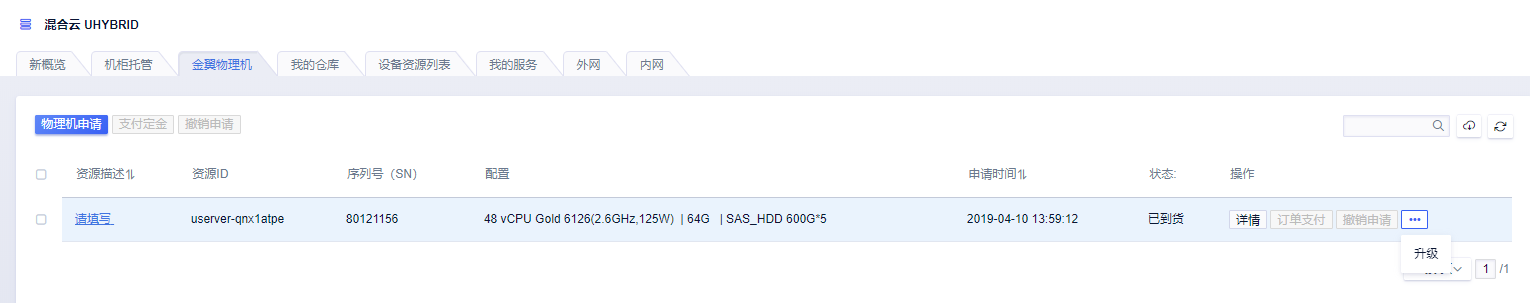 混合云 UHYBRID
新概览 机柜托管 金翼物理机 我的仓库 设备资源列表 我的服务 外网 内网
物理机申请 支付定金 撤销申请
资源描述 资源ID 序列号（SN） 配置 申请时间 状态: 操作
请填写 userver-qnx1atpe 80121156 48 vCPU Gold 6126(2.6GHz,125W) | 64G | SAS_HDD 600G*5 2019-04-10 13:59:12 已到货 详情 订单支付 撤销申请 •••
升级
1 /1